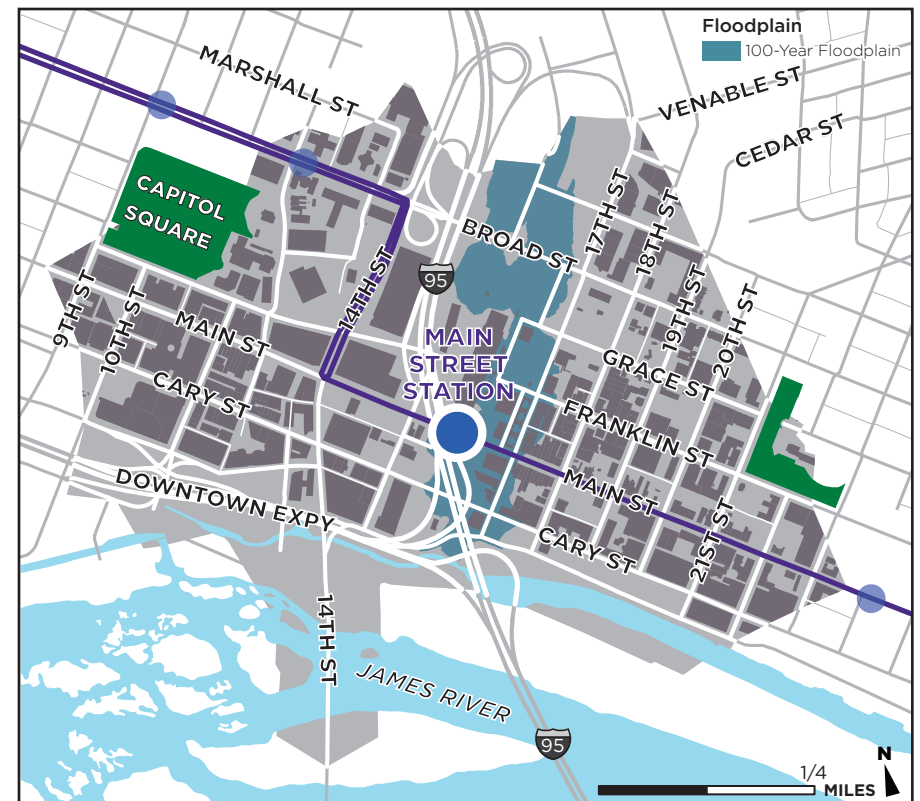 Floodplain
100-Year Floodplain
MARSHALL ST
VENABLE ST
CEDAR ST
CAPITOL
SQUARE
BROAD ST
17TH ST
18TH ST
14TH ST
95
9TH ST
10TH ST
MAIN ST
MAIN
STREET
STATION
19TH ST
20TH ST
GRACE ST
CARY ST
FRANKLIN ST
MAIN ST
DOWNTOWN EXPY
CARY ST
21ST ST
14TH ST
JAMES RIVER
95
N
1/4
MILES